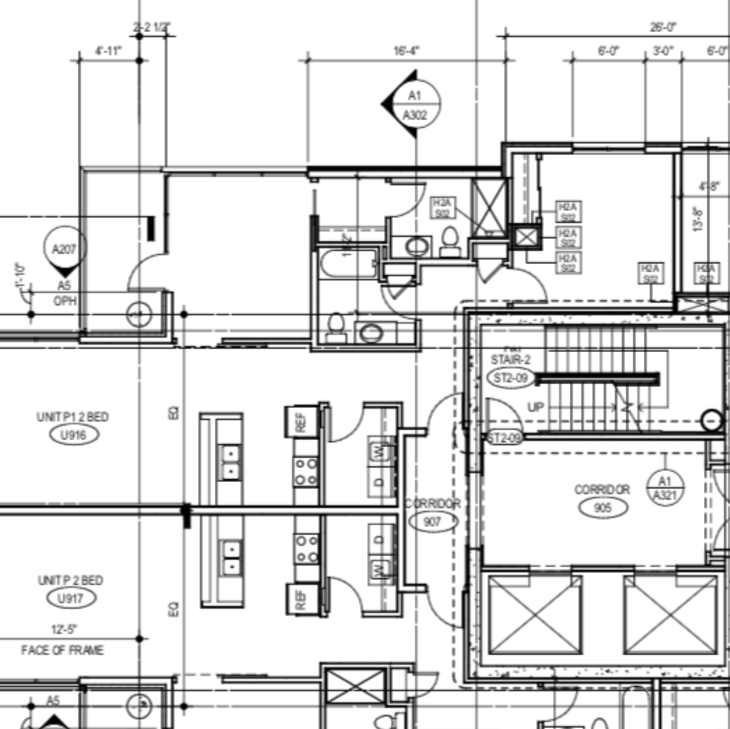 2-2 1/2"
26'-0"
4'-11"
16'-4"
6'-0"
3'-0"
6'-0"
A1
A302
H2A
S02
H2A
S02
H2A
S02
H2A
S02
4'-8"
13'-8"
A207
A5
OPH
1'-10"
H2A
S02
H2A
S02
STAIR-2
ST2-09
UP
ST2-09
UNIT P1 2 BED
U916
EQ
REF
W
D
CORRIDOR
907
CORRIDOR
905
A1
A321
UNIT P 2 BED
U917
EQ
REF
D
W
12'-5"
FACE OF FRAME
A5